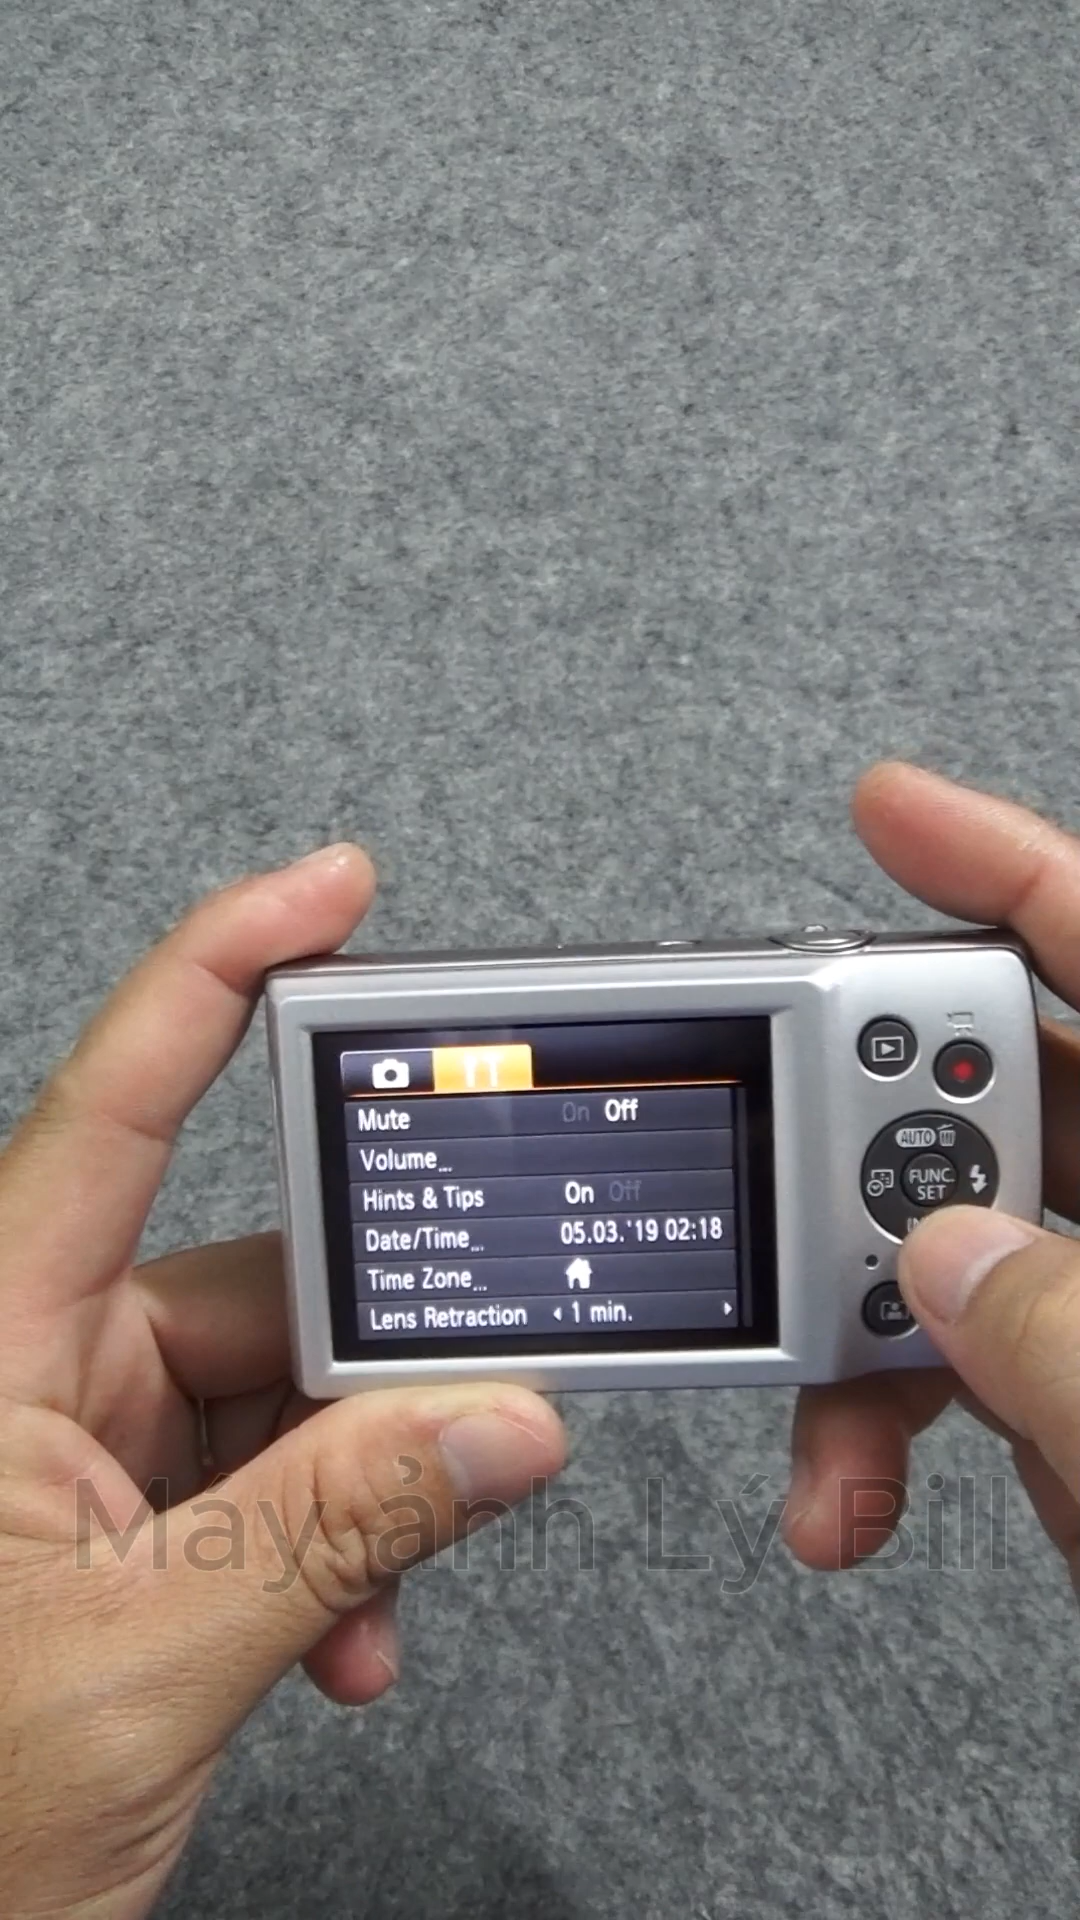 Mute On Off
Volume...
Hints & Tips On Off
Date/Time... 05.03.'19 02:18
Time Zone...
Lens Retraction 1 min.
AUTO
FUNC.
SET
Máy ảnh Lý Bill